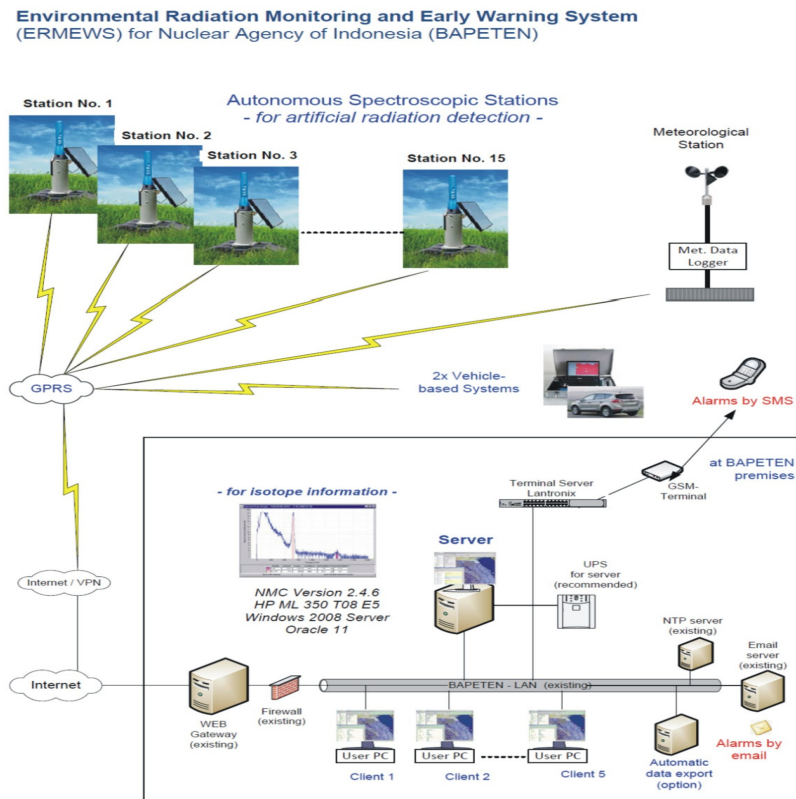 Environmental Radiation Monitoring and Early Warning System
(ERMEWS) for Nuclear Agency of Indonesia (BAPETEN)
Autonomous Spectroscopic Stations
- for artificial radiation detection -
Station No. 1
Station No. 2
Station No. 3
Station No. 15
Meteorological
Station
Met. Data
Logger
GPRS
2x Vehicle-
based Systems
Alarms by SMS
at BAPETEN
premises
- for isotope information -
Terminal Server
Lantronix
GSM-
Terminal
Server
UPS
for server
(recommended)
Internet / VPN
NMC Version 2.4.6
HP ML 350 T08 E5
Windows 2008 Server
Oracle 11
NTP server
(existing)
Email
server
(existing)
Internet
BAPETEN - LAN (existing)
WEB
Gateway
(existing)
Firewall
(existing)
User PC
User PC
User PC
Client 1
Client 2
Client 5
Automatic
data export
(option)
Alarms by
email